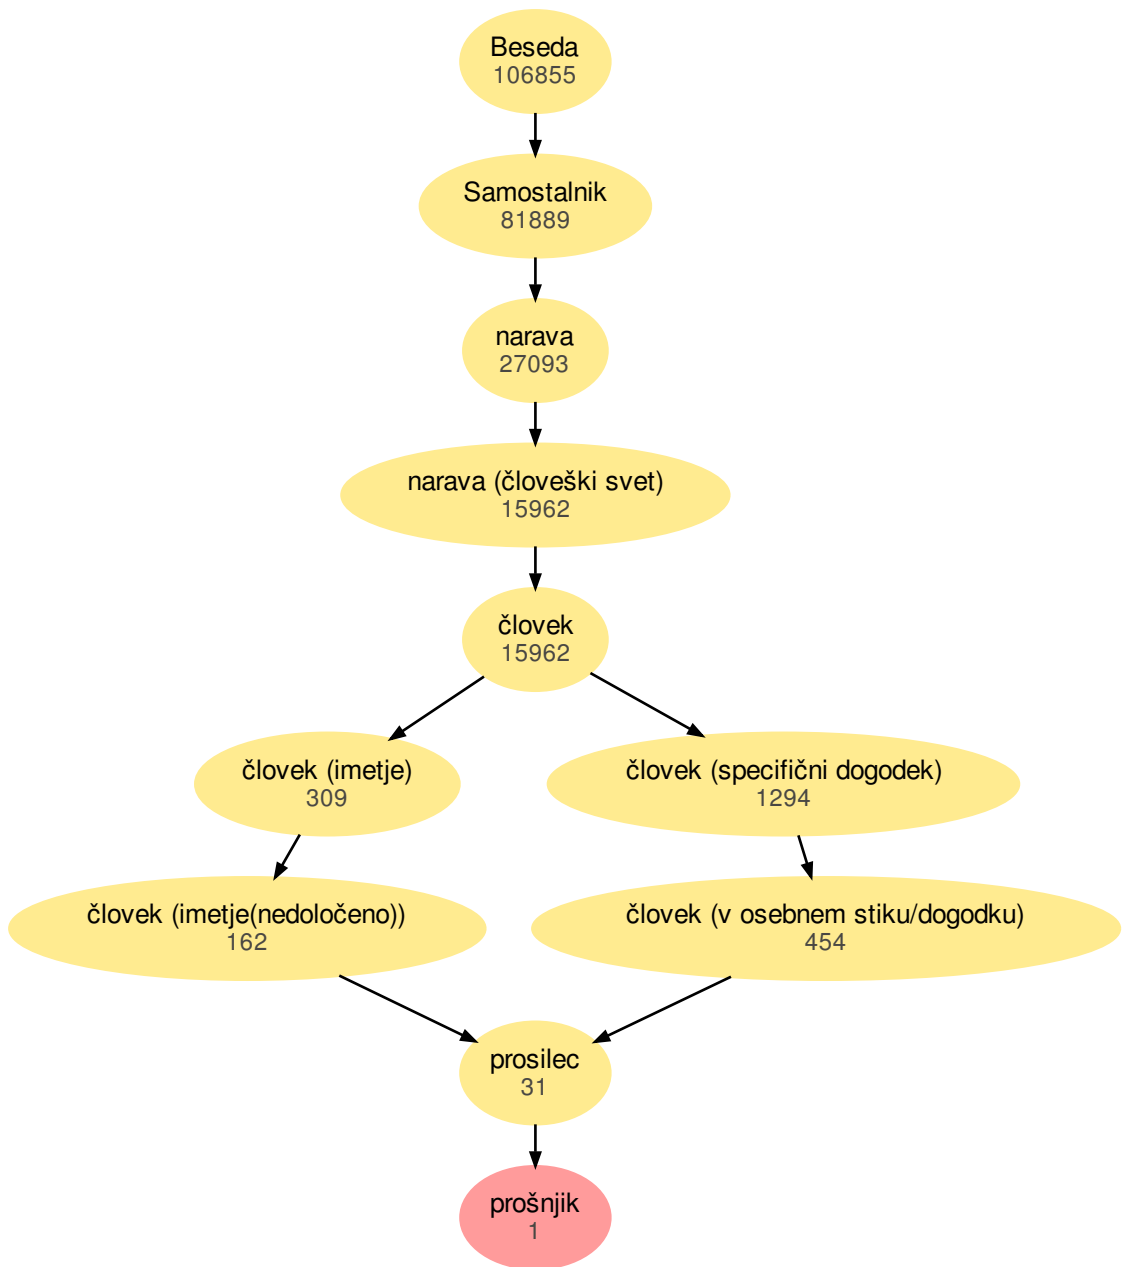 Beseda
106855
Samostalnik
81889
narava
27093
narava (človeški svet)
15962
človek
15962
človek (imetje)
309
človek (specifični dogodek)
1294
človek (imetje(nedoločeno))
162
človek (v osebnem stiku/dogodku)
454
prosilec
31
prošnjik
1